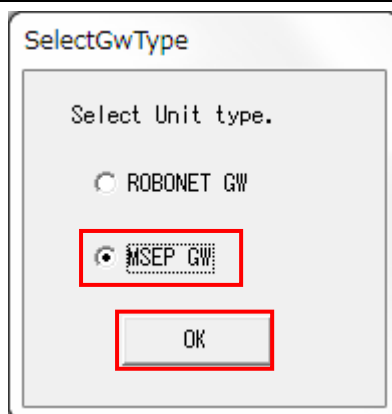 SelectGwType
Select Unit type.
ROBONET GW
MSEP GW
OK